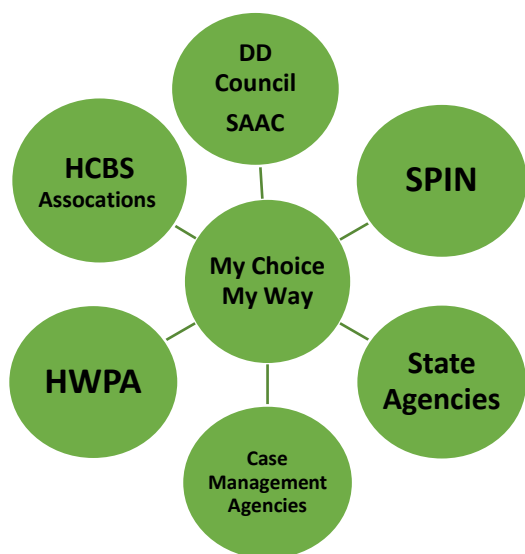 DD
Council
SAAC
HCBS
Assocations
SPIN
My Choice
My Way
HWPA
State
Agencies
Case
Management
Agencies